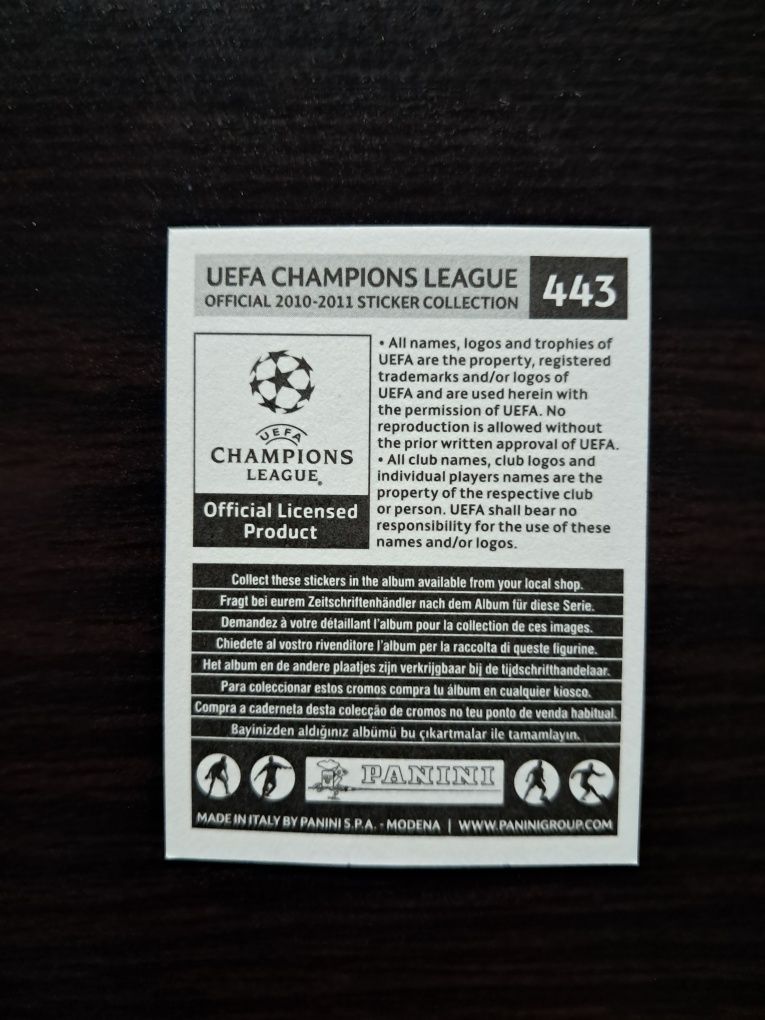 UEFA CHAMPIONS LEAGUE
OFFICIAL 2010-2011 STICKER COLLECTION
443
UEFA
CHAMPIONS
LEAGUE®
Official Licensed
Product
• All names, logos and trophies of
UEFA are the property, registered
trademarks and/or logos of
UEFA and are used herein with
the permission of UEFA. No
reproduction is allowed without
the prior written approval of UEFA.
• All club names, club logos and
individual players names are the
property of the respective club
or person. UEFA shall bear no
responsibility for the use of these
names and/or logos.
Collect these stickers in the album available from your local shop.
Fragt bei eurem Zeitschriftenhändler nach dem Album für diese Serie.
Demandez à votre détaillant l'album pour la collection de ces images.
Chiedete al vostro rivenditore l'album per la raccolta di queste figurine.
Het album en de andere plaatjes zijn verkrijgbaar bij de tijdschrifthandelaar.
Para coleccionar estos cromos compra tu álbum en cualquier kiosco.
Compra a caderneta desta colecção de cromos no teu ponto de venda habitual.
Bayinizden aldığınız albümü bu çıkartmalar ile tamamlayın.
PANINI
MADE IN ITALY BY PANINI S.P.A. - MODENA | WWW.PANINIGROUP.COM